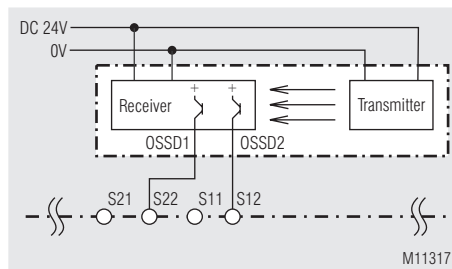 DC 24V
0V
+ +
Receiver
Transmitter
OSSD1 OSSD2
S21 S22 S11 S12
M11317